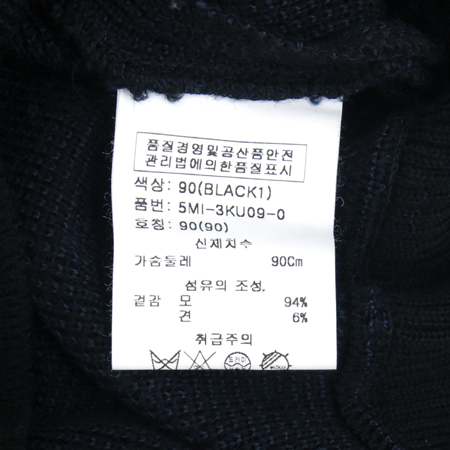 품질경영및공산품안전
관리법에의한품질표시
색상: 90(BLACK1)
품번: 5MI-3KU09-0
호칭: 90(90)
신체치수
가슴둘레 90Cm
섬유의 조성
겉감 모 94%
견 6%
취급주의
드라이